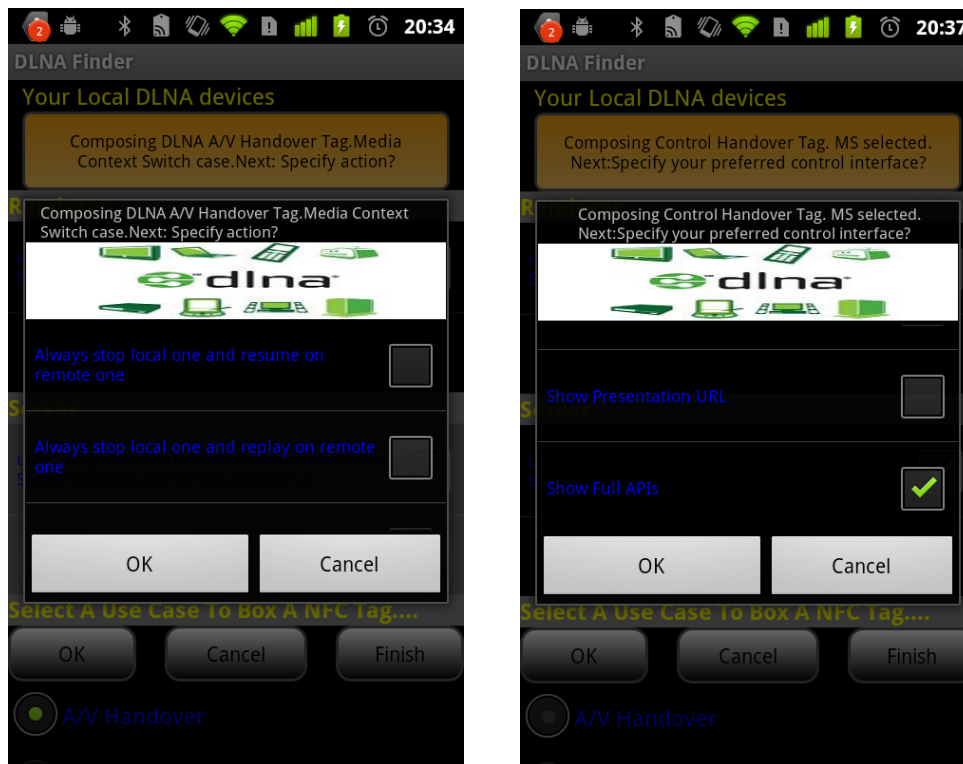 2
20:34
DLNA Finder
Your Local DLNA devices
Composing DLNA A/V Handover Tag.Media
Context Switch case.Next: Specify action?
Composing DLNA A/V Handover Tag.Media Context
Switch case.Next: Specify action?
dlna
Always stop local one and resume on
remote one
Server
Always stop local one and replay on remote
one
OK
Cancel
Select A Use Case To Box A NFC Tag....
OK
Cancel
Finish
A/V Handover
2
20:37
DLNA Finder
Your Local DLNA devices
Composing Control Handover Tag. MS selected.
Next:Specify your preferred control interface?
Composing Control Handover Tag. MS selected.
Next:Specify your preferred control interface?
dlna
Show Presentation URL
Show Full APIs
OK
Cancel
Select A Use Case To Box A NFC Tag....
OK
Cancel
Finish
A/V Handover